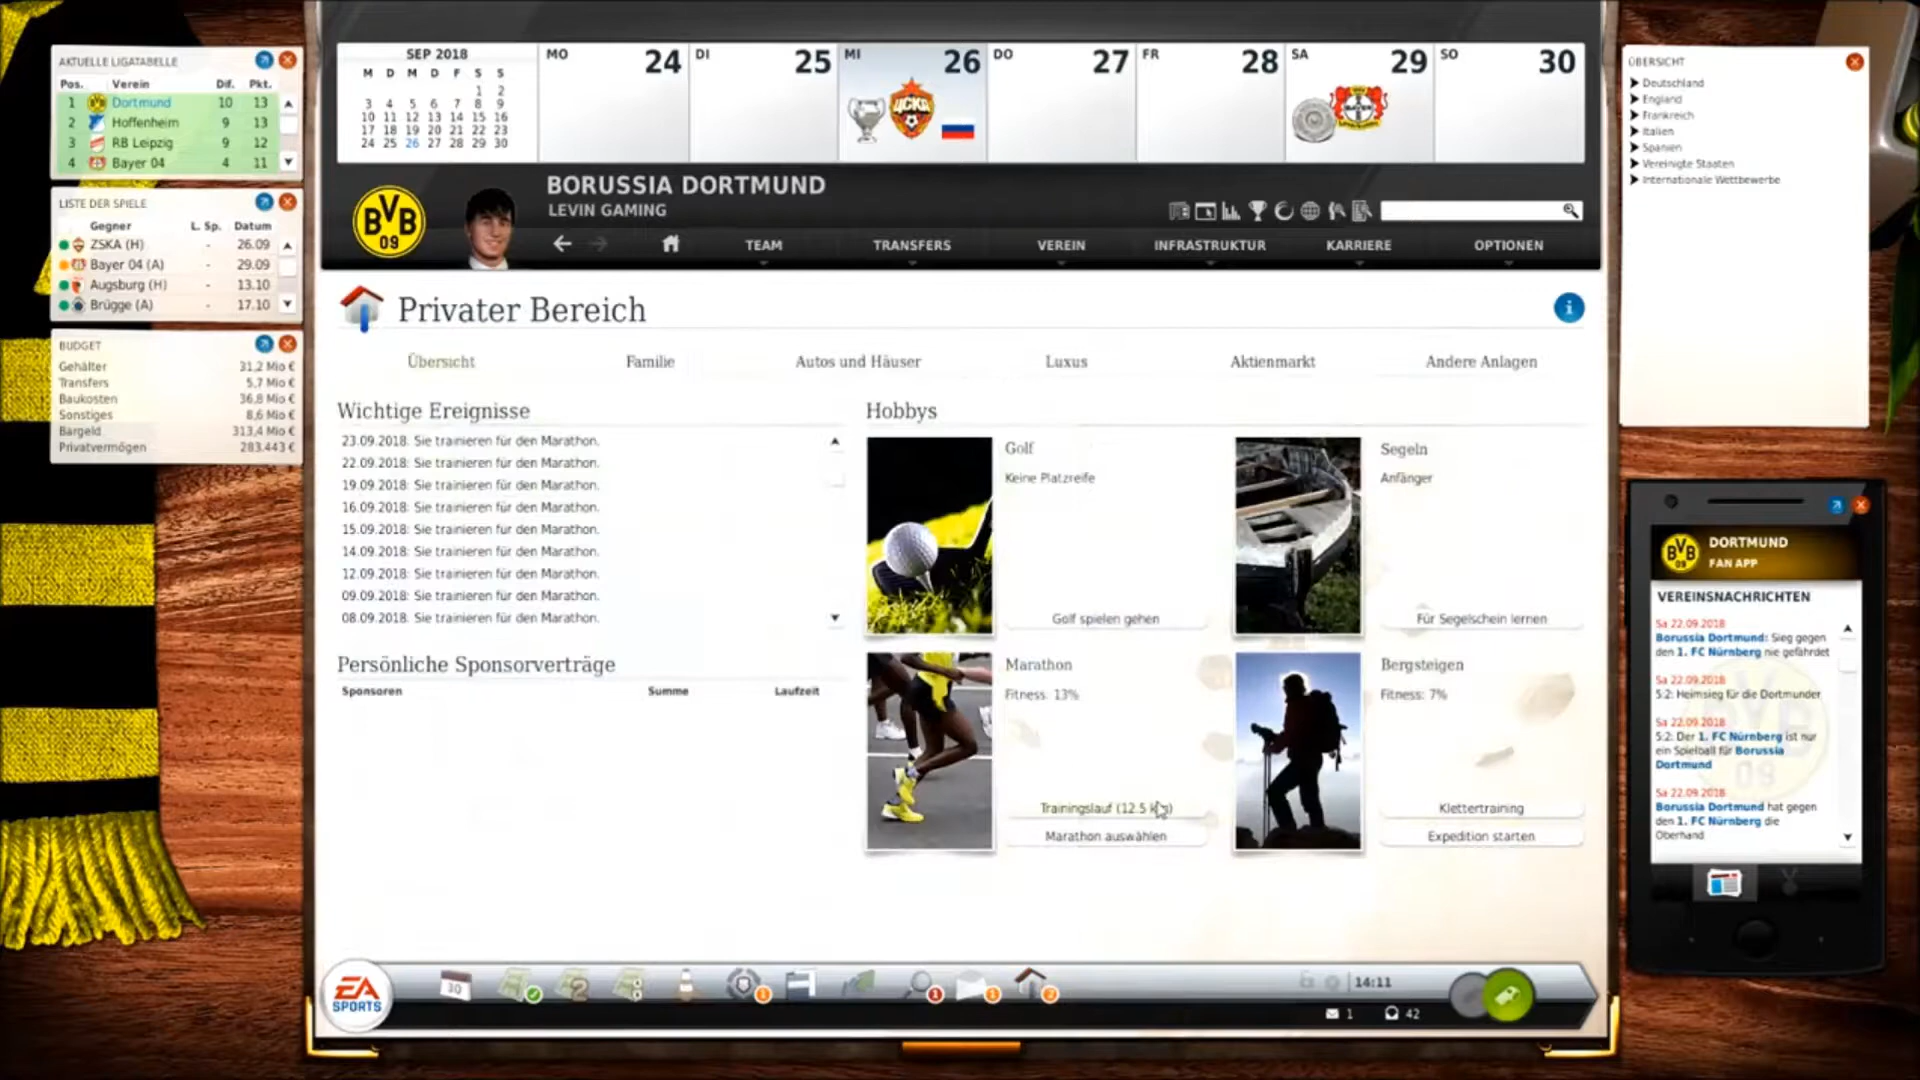 AKTUELLE LIGATABELLE
Pos. Verein Dif. Pkt.
1 Dortmund 10 13
2 Hoffenheim 9 13
3 RB Leipzig 9 12
4 Bayer 04 4 11
LISTE DER SPIELE
Gegner L. Sp. Datum
ZSKA (H) - 26.09
Bayer 04 (A) - 29.09
Augsburg (H) - 13.10
Brügge (A) - 17.10
BUDGET
Gehälter 31,2 Mio €
Transfers 5,7 Mio €
Baukosten 36,8 Mio €
Sonstiges 8,6 Mio €
Bargeld 313,4 Mio €
Privatvermögen 283.443 €
SEP 2018
M D M D F S S
1 2
3 4 5 6 7 8 9
10 11 12 13 14 15 16
17 18 19 20 21 22 23
24 25 26 27 28 29 30
MO 24
DI 25
MI 26
DO 27
FR 28
SA 29
SO 30
BVB 09
BORUSSIA DORTMUND
LEVIN GAMING
TEAM TRANSFERS VEREIN INFRASTRUKTUR KARRIERE OPTIONEN
Privater Bereich
Übersicht Familie Autos und Häuser Luxus Aktienmarkt Andere Anlagen
Wichtige Ereignisse
23.09.2018: Sie trainieren für den Marathon.
22.09.2018: Sie trainieren für den Marathon.
19.09.2018: Sie trainieren für den Marathon.
16.09.2018: Sie trainieren für den Marathon.
15.09.2018: Sie trainieren für den Marathon.
14.09.2018: Sie trainieren für den Marathon.
12.09.2018: Sie trainieren für den Marathon.
09.09.2018: Sie trainieren für den Marathon.
08.09.2018: Sie trainieren für den Marathon.
Persönliche Sponsorverträge
Sponsoren Summe Laufzeit
Hobbys
Golf
Keine Platzreife
Golf spielen gehen
Segeln
Anfänger
Für Segelschein lernen
Marathon
Fitness: 13%
Trainingslauf (12.5
Marathon auswählen
Bergsteigen
Fitness: 7%
Klettertraining
Expedition starten
ÜBERSICHT
Deutschland
England
Frankreich
Italien
Spanien
Vereinigte Staaten
Internationale Wettbewerbe
BVB 09
DORTMUND
FAN APP
VEREINSNACHRICHTEN
Sa 22.09.2018
Borussia Dortmund: Sieg gegen
den 1. FC Nürnberg nie gefährdet
Sa 22.09.2018
5:2: Heimsieg für die Dortmunder
Sa 22.09.2018
5:2: Der 1. FC Nürnberg ist nur
ein Spielball für Borussia
Dortmund
Sa 22.09.2018
Borussia Dortmund hat gegen
den 1. FC Nürnberg die
Oberhand
EA SPORTS
14:11
1 42